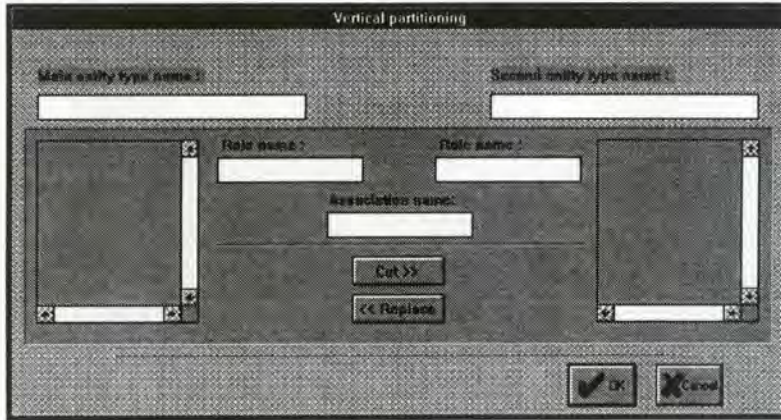 Vertical partitioning
Main entity type name : Second entity type name :
Role name : Role name :
Association name:
Cut >>
<< Replace
OK Cancel